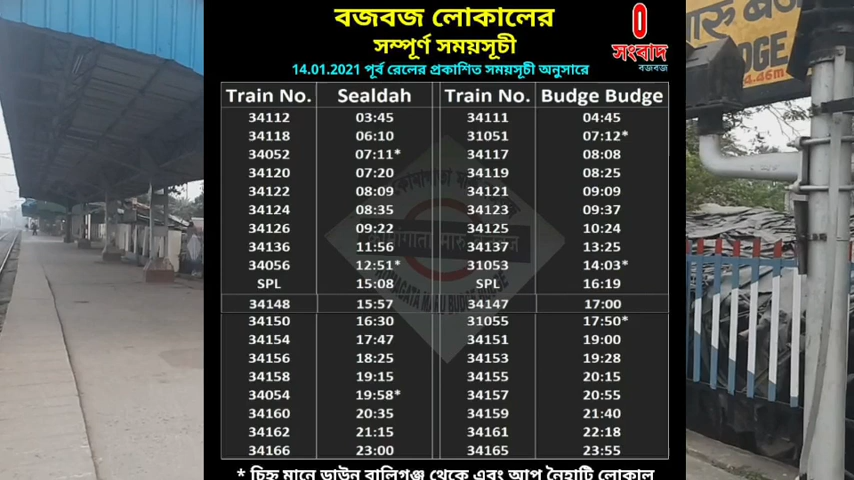 বজবজ লোকালের
সম্পূর্ণ সময়সূচী
14.01.2021 পূর্ব রেলের প্রকাশিত সময়সূচী অনুসারে
সংবাদ
বজবজ
Train No. Sealdah Train No. Budge Budge
34112 03:45 34111 04:45
34118 06:10 31051 07:12*
34052 07:11* 34117 08:08
34120 07:20 34119 08:25
34122 08:09 34121 09:09
34124 08:35 34123 09:37
34126 09:22 34125 10:24
34136 11:56 34137 13:25
34056 12:51* 31053 14:03*
SPL 15:08 SPL 16:19
34148 15:57 34147 17:00
34150 16:30 31055 17:50*
34154 17:47 34151 19:00
34156 18:25 34153 19:28
34158 19:15 34155 20:15
34054 19:58* 34157 20:55
34160 20:35 34159 21:40
34162 21:15 34161 22:18
34166 23:00 34165 23:55
* চিহ্ন মানে ডাউন বালিগঞ্জ থেকে এবং আপ নৈহাটি লোকাল
4.46m